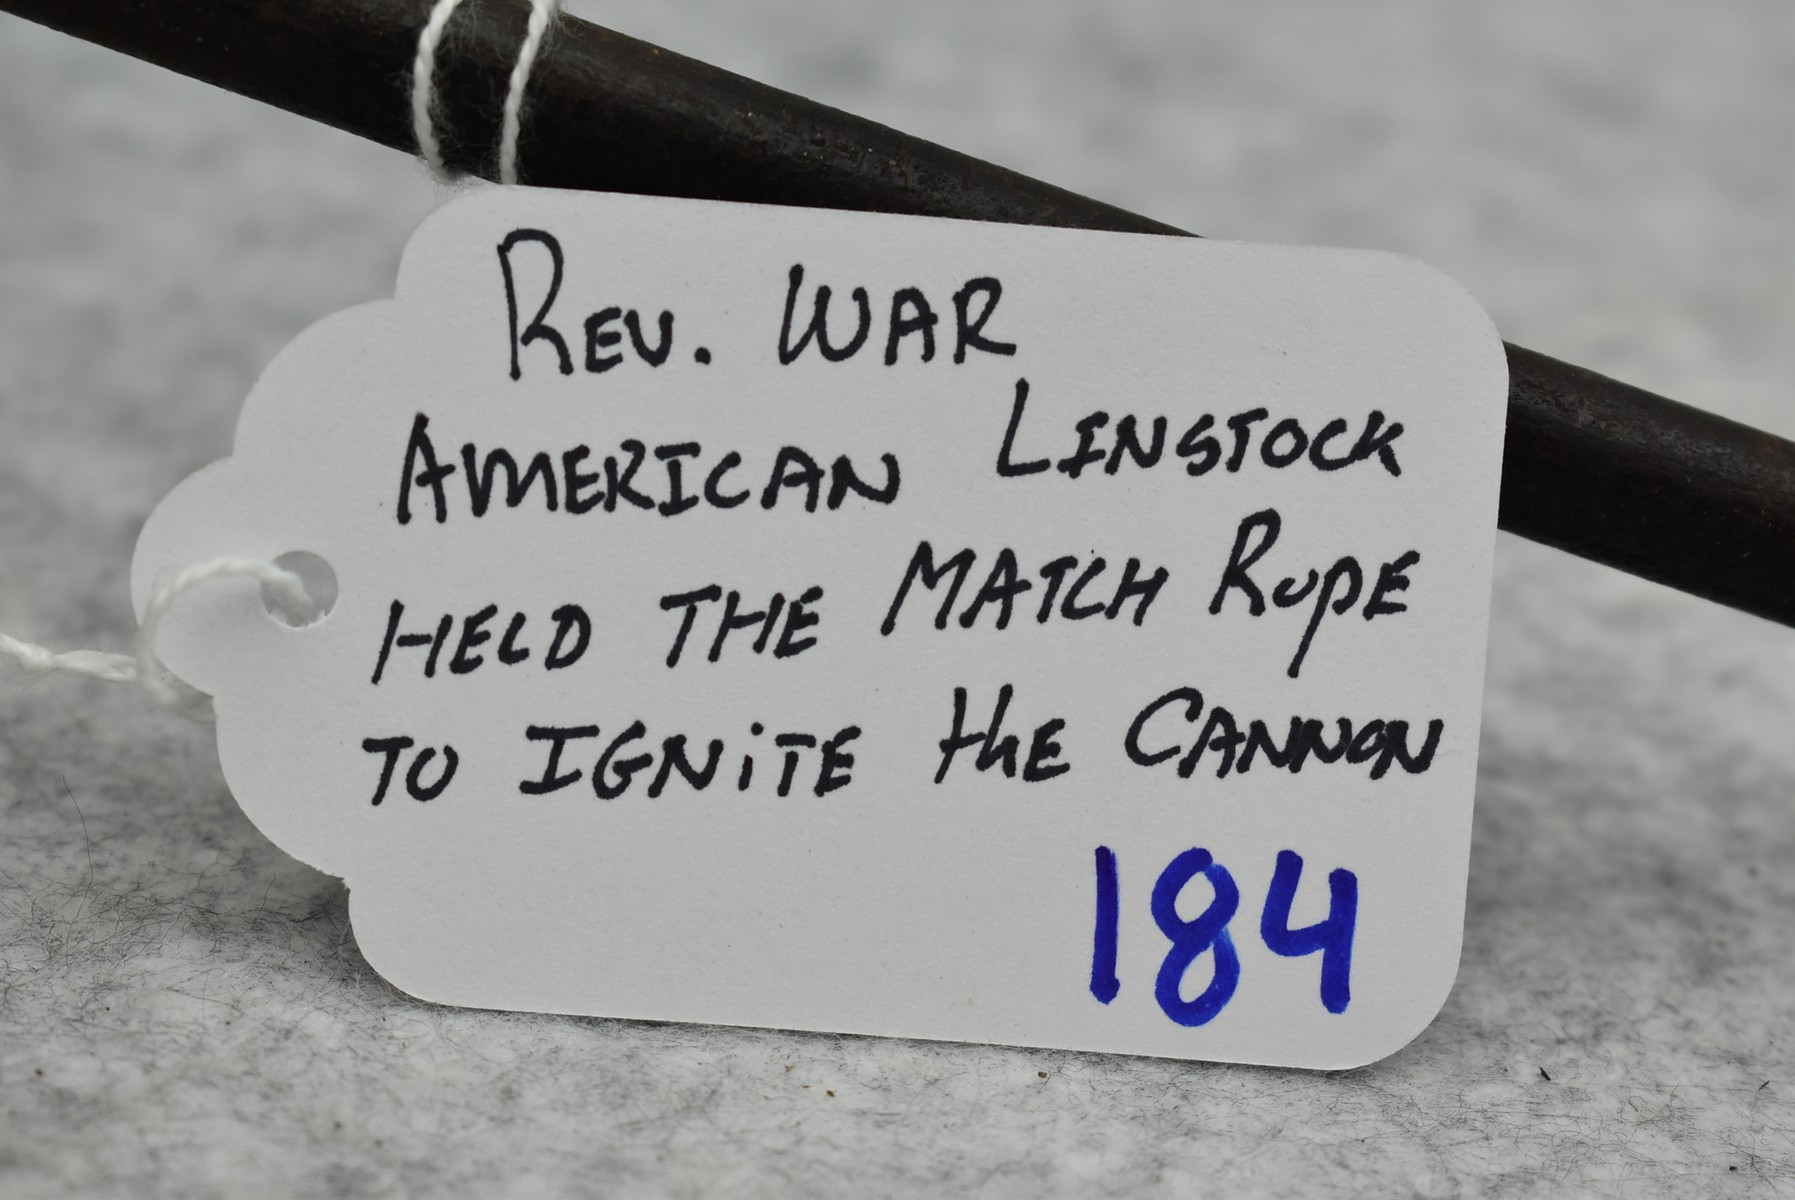 REV. WAR
AMERICAN LINSTOCK
HELD THE MATCH ROPE
TO IGNiTE tHE CANNON
184